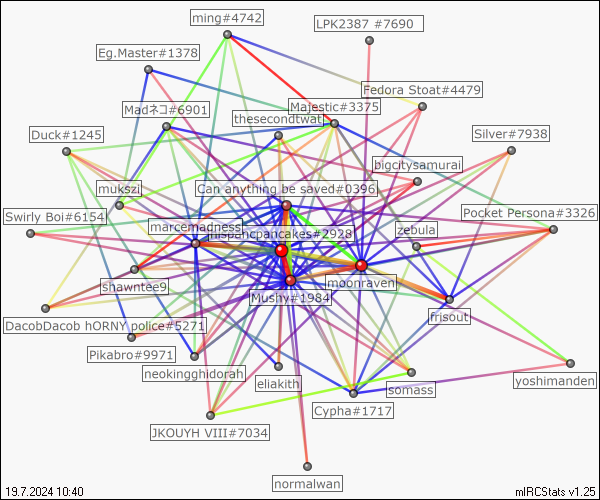 ming#4742
LPK2387 #7690
Eg.Master#1378
Fedora Stoat#4479
Madネコ#6901
Majestic#3375
thesecondtwat
Duck#1245
Silver#7938
bigcitysamurai
mukszi
Can anything be saved#0396
Swirly Boi#6154
Pocket Persona#3326
marcemadness
hispanicpancakes#2928
zebula
shawntee9
moonraven
Mushy#1984
frisout
DacobDacob hORNY police#5271
Pikabro#9971
neokingghidorah
eliakith
somass
yoshimanden
Cypha#1717
JKOUYH VIII#7034
normalwan
19.7.2024 10:40
mIRCStats v1.25